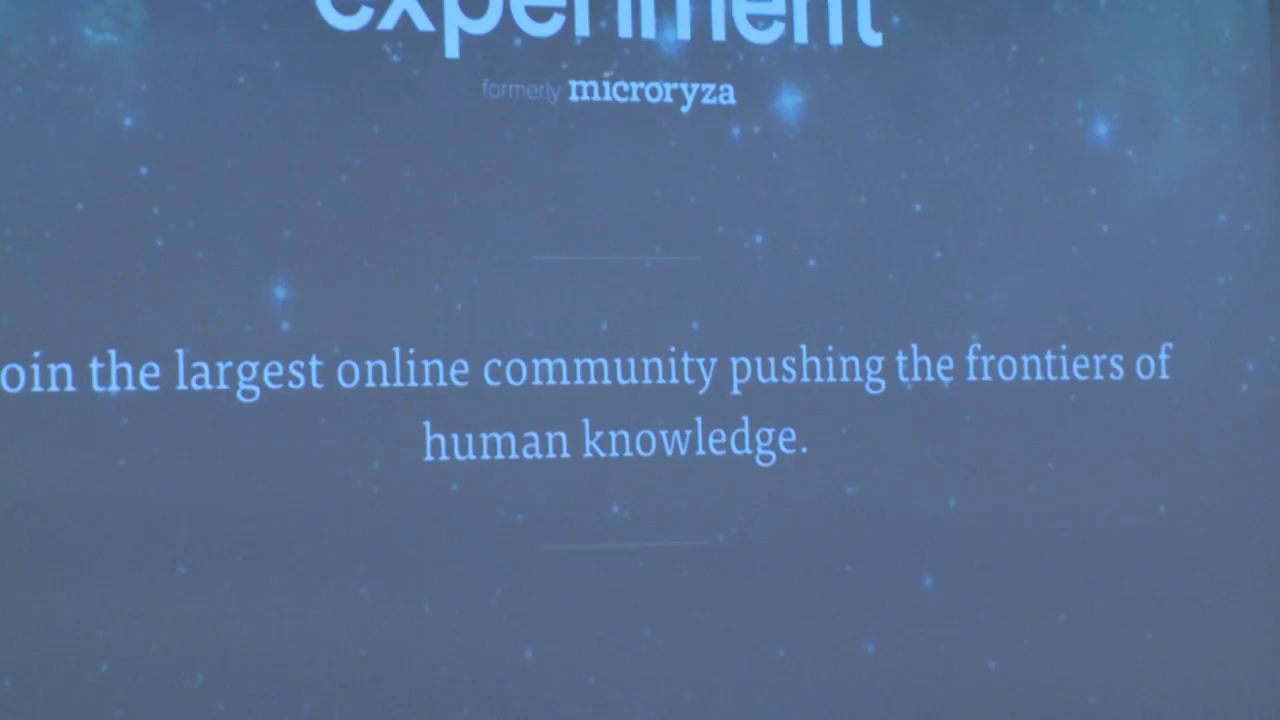 experiment
formerly microryza
oin the largest online community pushing the frontiers of
human knowledge.